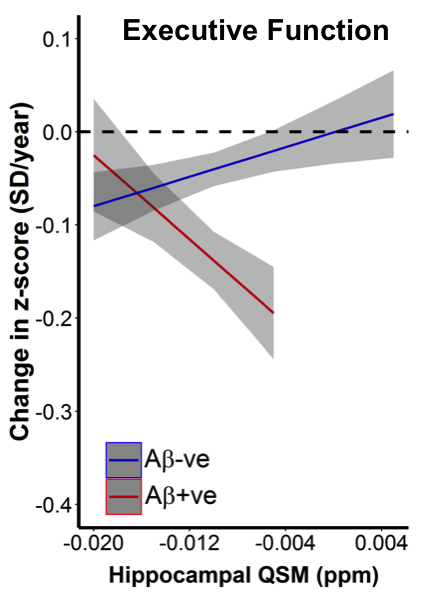 Executive Function
Change in z-score (SD/year)
0.1
0.0
-0.1
-0.2
-0.3
-0.4
Aβ-ve
Aβ+ve
-0.020 -0.012 -0.004 0.004
Hippocampal QSM (ppm)